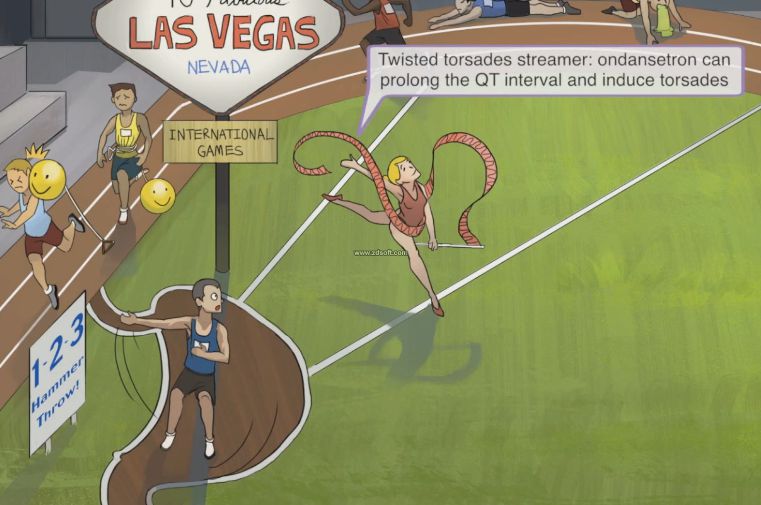 LAS VEGAS
NEVADA
INTERNATIONAL
GAMES
Twisted torsades streamer: ondansetron can
prolong the QT interval and induce torsades
www.zdsoft.com
1-2-3
Hammer
Throw!